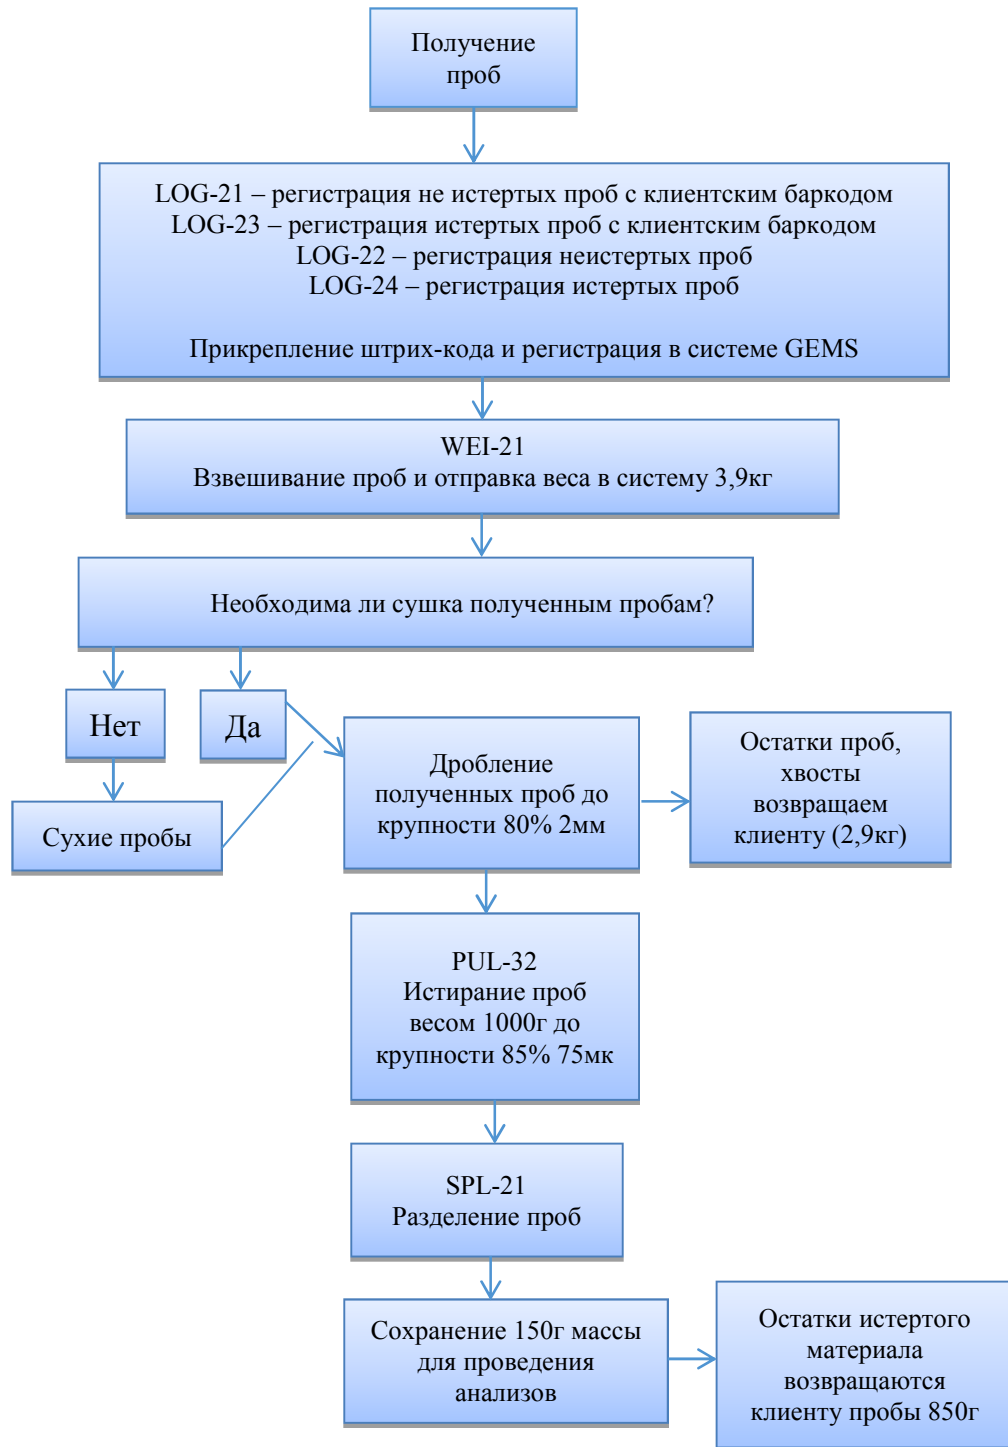 Получение
проб
LOG-21 – регистрация не истертых проб с клиентским баркодом
LOG-23 – регистрация истертых проб с клиентским баркодом
LOG-22 – регистрация неистертых проб
LOG-24 – регистрация истертых проб
Прикрепление штрих-кода и регистрация в системе GEMS
WEI-21
Взвешивание проб и отправка веса в систему 3,9кг
Необходима ли сушка полученным пробам?
Нет
Да
Сухие пробы
Дробление
полученных проб до
крупности 80% 2мм
Остатки проб,
хвосты
возвращаем
клиенту (2,9кг)
PUL-32
Истирание проб
весом 1000г до
крупности 85% 75мк
SPL-21
Разделение проб
Сохранение 150г массы
для проведения
анализов
Остатки истертого
материала
возвращаются
клиенту пробы 850г